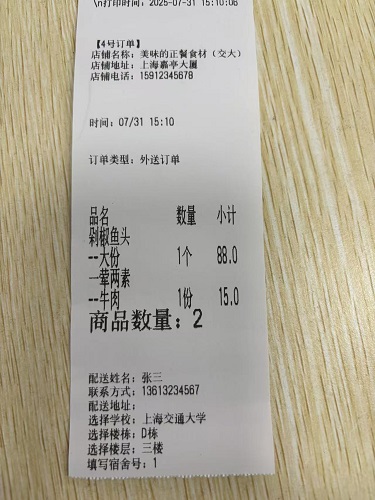 \n打印时间：2025-07-31 15:10:06
【4号订单】
店铺名称：美味的正餐食材（交大）
店铺地址：上海嘉亭大厦
店铺电话：15912345678
时间：07/31 15:10
订单类型：外送订单
品名 数量 小计
剁椒鱼头
--大份 1个 88.0
一荤两素
--牛肉 1份 15.0
商品数量：2
配送姓名：张三
联系方式：13613234567
配送地址：
选择学校：上海交通大学
选择楼栋：D栋
选择楼层：三楼
填写宿舍号：1